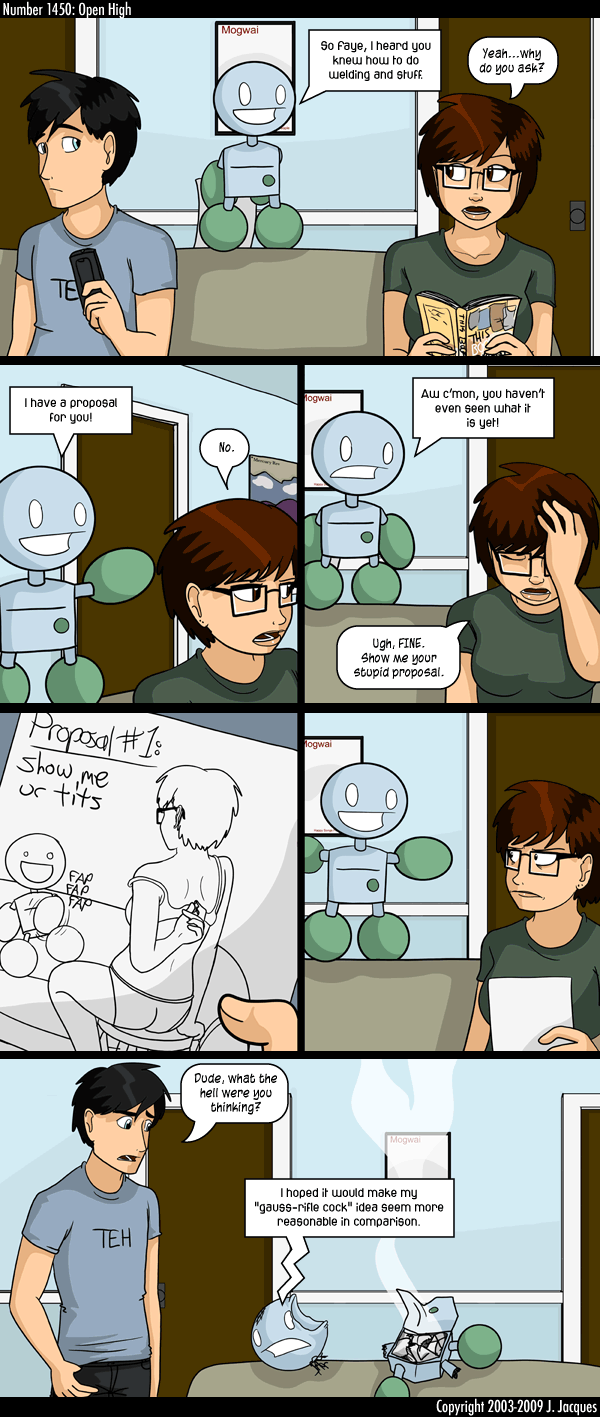 Number 1450: Open High
Mogwai
So Faye, I heard you
knew how to do
welding and stuff.
Yeah...why
do you ask?
TE
I have a proposal
for you!
No.
Mogwai
Aw c'mon, you haven't
even seen what it
is yet!
Ugh, FINE.
Show me your
stupid proposal.
Proposal #1:
Show me
ur tits
FAP
FAP
FAP
Mogwai
Dude, what the
hell were you
thinking?
TEH
Mogwai
I hoped it would make my
"gauss-rifle cock" idea seem more
reasonable in comparison.
Copyright 2003-2009 J. Jacques